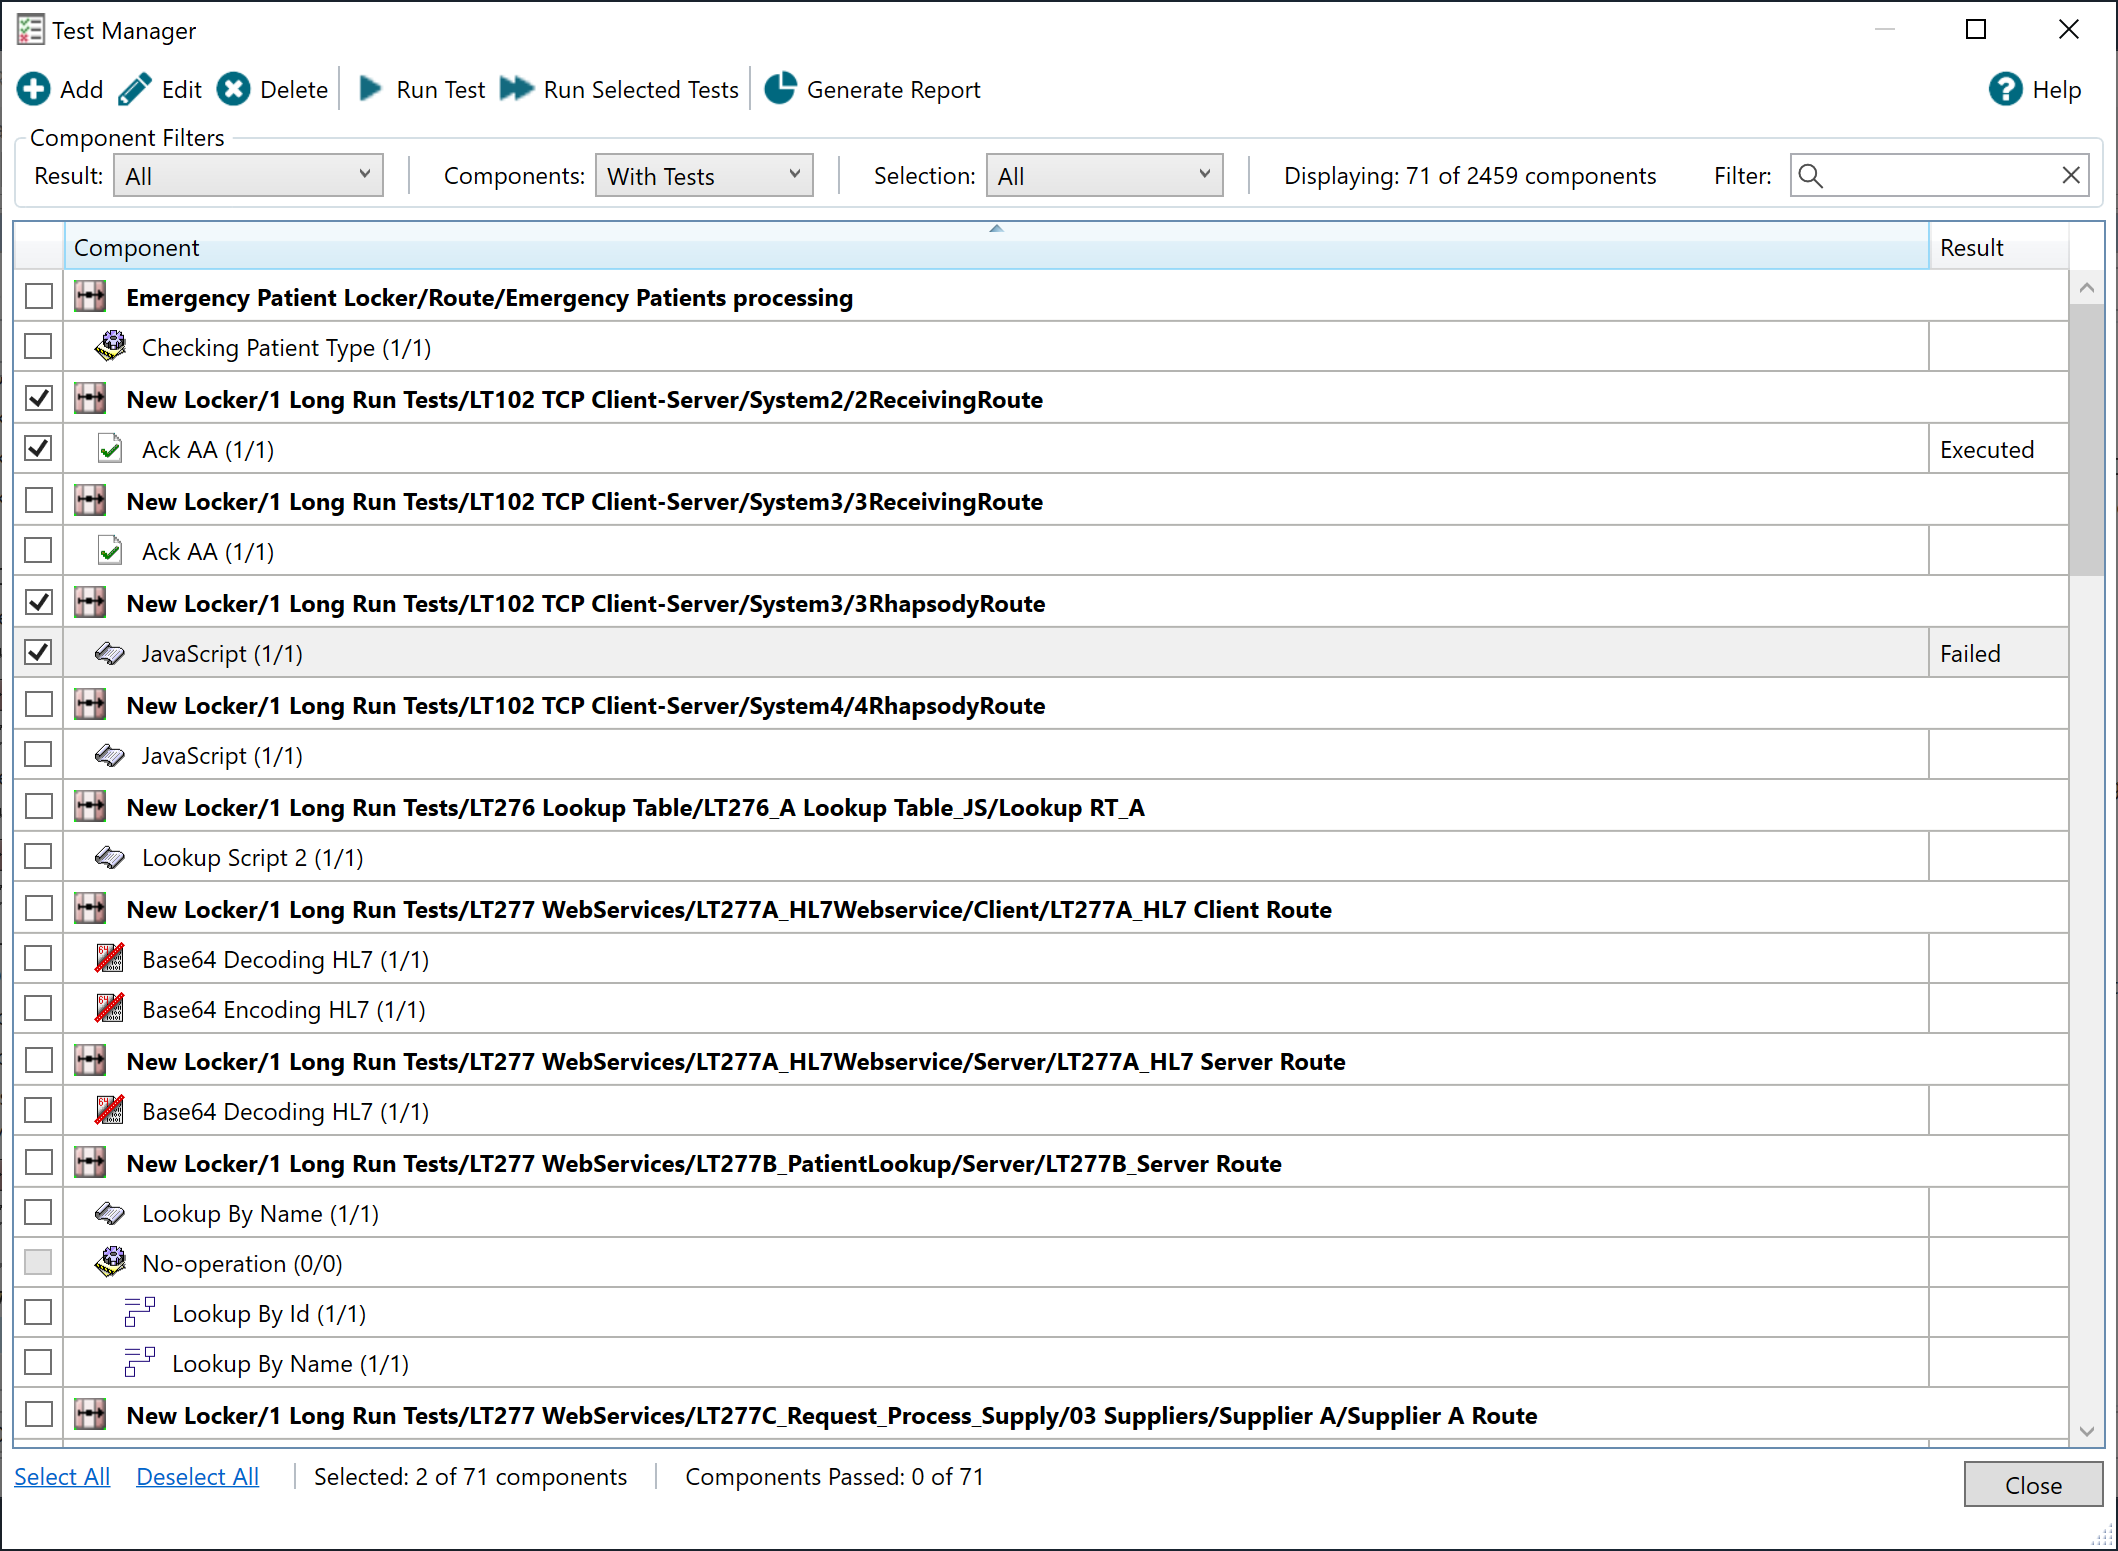 Test Manager
Add Edit Delete Run Test Run Selected Tests Generate Report Help
Component Filters
Result: All Components: With Tests Selection: All Displaying: 71 of 2459 components Filter:
Component Result
Emergency Patient Locker/Route/Emergency Patients processing
Checking Patient Type (1/1)
New Locker/1 Long Run Tests/LT102 TCP Client-Server/System2/2ReceivingRoute
Ack AA (1/1) Executed
New Locker/1 Long Run Tests/LT102 TCP Client-Server/System3/3ReceivingRoute
Ack AA (1/1)
New Locker/1 Long Run Tests/LT102 TCP Client-Server/System3/3RhapsodyRoute
JavaScript (1/1) Failed
New Locker/1 Long Run Tests/LT102 TCP Client-Server/System4/4RhapsodyRoute
JavaScript (1/1)
New Locker/1 Long Run Tests/LT276 Lookup Table/LT276_A Lookup Table_JS/Lookup RT_A
Lookup Script 2 (1/1)
New Locker/1 Long Run Tests/LT277 WebServices/LT277A_HL7Webservice/Client/LT277A_HL7 Client Route
Base64 Decoding HL7 (1/1)
Base64 Encoding HL7 (1/1)
New Locker/1 Long Run Tests/LT277 WebServices/LT277A_HL7Webservice/Server/LT277A_HL7 Server Route
Base64 Decoding HL7 (1/1)
New Locker/1 Long Run Tests/LT277 WebServices/LT277B_PatientLookup/Server/LT277B_Server Route
Lookup By Name (1/1)
No-operation (0/0)
Lookup By Id (1/1)
Lookup By Name (1/1)
New Locker/1 Long Run Tests/LT277 WebServices/LT277C_Request_Process_Supply/03 Suppliers/Supplier A/Supplier A Route
Select All Deselect All Selected: 2 of 71 components Components Passed: 0 of 71 Close